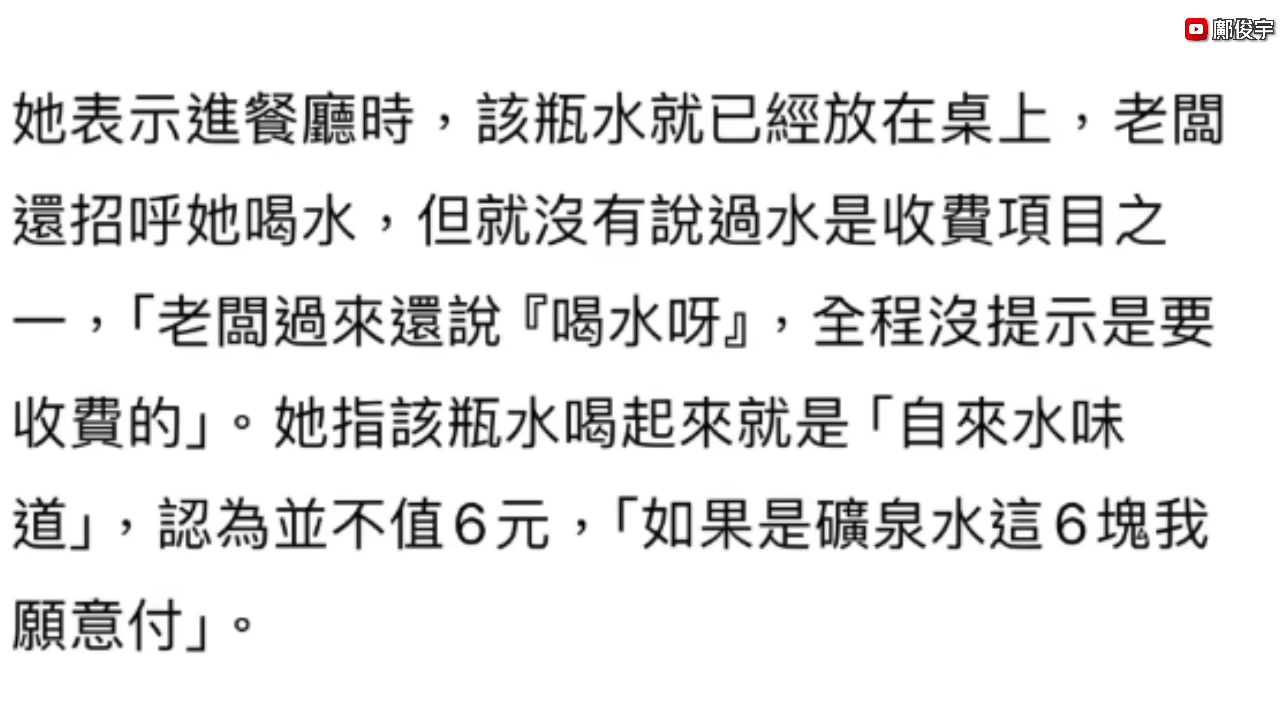 鄺俊宇
她表示進餐廳時，該瓶水就已經放在桌上，老闆
還招呼她喝水，但就沒有說過水是收費項目之
一，「老闆過來還說『喝水呀』，全程沒提示是要
收費的」。她指該瓶水喝起來就是「自來水味
道」，認為並不值6元，「如果是礦泉水這6塊我
願意付」。